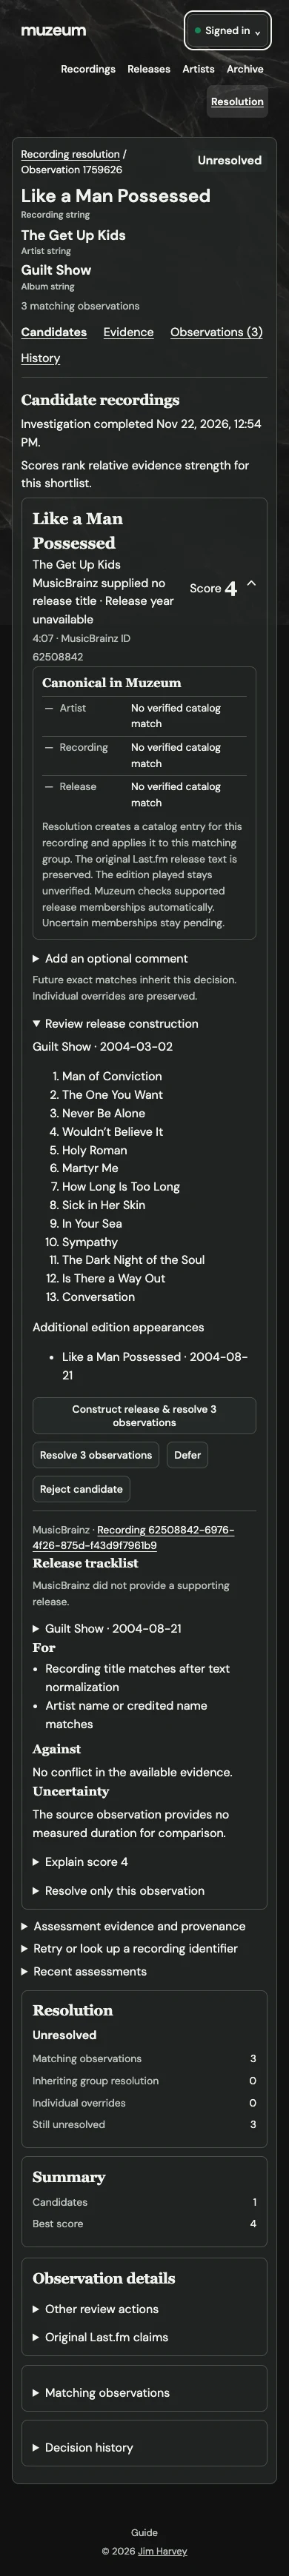 muzeum
Signed in
Recordings Releases Artists Archive
Resolution
Recording resolution /
Observation 1759626
Unresolved
Like a Man Possessed
Recording string
The Get Up Kids
Artist string
Guilt Show
Album string
3 matching observations
Candidates Evidence Observations (3)
History
Candidate recordings
Investigation completed Nov 22, 2026, 12:54
PM.
Scores rank relative evidence strength for
this shortlist.
Like a Man
Possessed
The Get Up Kids
MusicBrainz supplied no
release title · Release year
unavailable
4:07 · MusicBrainz ID
62508842
Score 4
Canonical in Muzeum
— Artist No verified catalog
match
— Recording No verified catalog
match
— Release No verified catalog
match
Resolution creates a catalog entry for this
recording and applies it to this matching
group. The original Last.fm release text is
preserved. The edition played stays
unverified. Muzeum checks supported
release memberships automatically.
Uncertain memberships stay pending.
Add an optional comment
Future exact matches inherit this decision.
Individual overrides are preserved.
Review release construction
Guilt Show · 2004-03-02
1. Man of Conviction
2. The One You Want
3. Never Be Alone
4. Wouldn’t Believe It
5. Holy Roman
6. Martyr Me
7. How Long Is Too Long
8. Sick in Her Skin
9. In Your Sea
10. Sympathy
11. The Dark Night of the Soul
12. Is There a Way Out
13. Conversation
Additional edition appearances
• Like a Man Possessed · 2004-08-
21
Construct release & resolve 3
observations
Resolve 3 observations Defer
Reject candidate
MusicBrainz · Recording 62508842-6976-
4f26-875d-f43d9f7961b9
Release tracklist
MusicBrainz did not provide a supporting
release.
Guilt Show · 2004-08-21
For
• Recording title matches after text
normalization
• Artist name or credited name
matches
Against
No conflict in the available evidence.
Uncertainty
The source observation provides no
measured duration for comparison.
Explain score 4
Resolve only this observation
Assessment evidence and provenance
Retry or look up a recording identifier
Recent assessments
Resolution
Unresolved
Matching observations 3
Inheriting group resolution 0
Individual overrides 0
Still unresolved 3
Summary
Candidates 1
Best score 4
Observation details
Other review actions
Original Last.fm claims
Matching observations
Decision history
Guide
© 2026 Jim Harvey